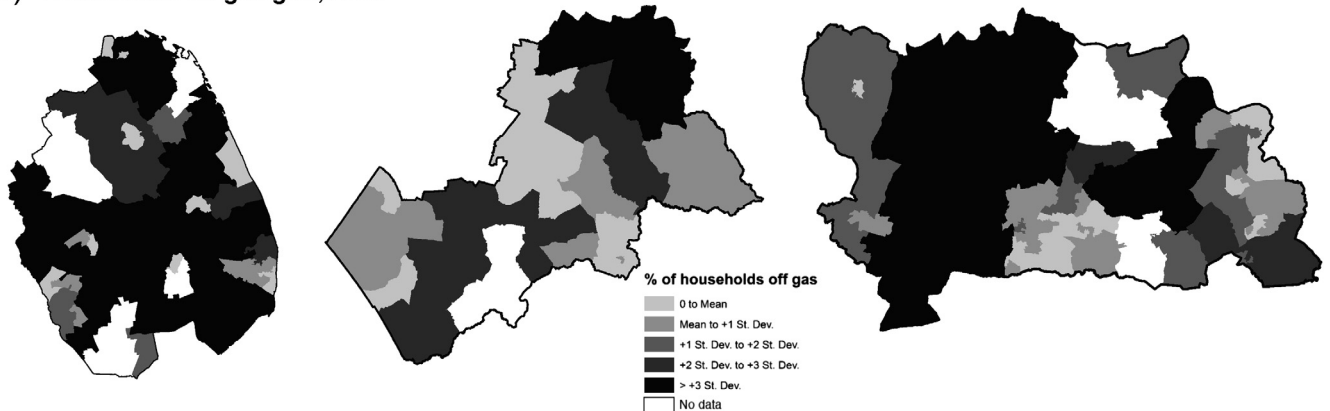 % of households off gas
0 to Mean
Mean to +1 St. Dev.
+1 St. Dev. to +2 St. Dev.
+2 St. Dev. to +3 St. Dev.
> +3 St. Dev.
No data